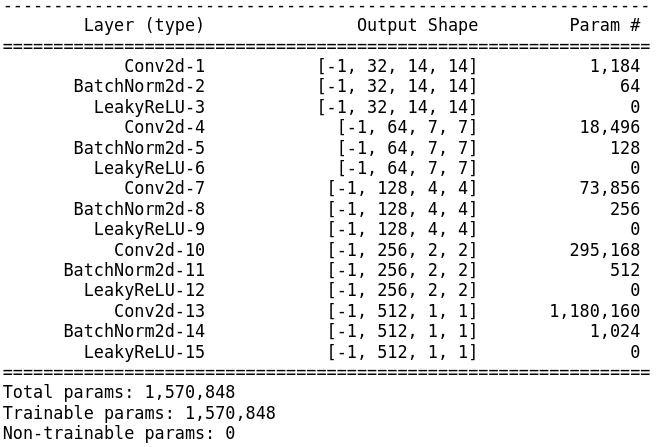 -----------------------------------------------------------------
Layer (type) Output Shape Param #
=================================================================
Conv2d-1 [-1, 32, 14, 14] 1,184
BatchNorm2d-2 [-1, 32, 14, 14] 64
LeakyReLU-3 [-1, 32, 14, 14] 0
Conv2d-4 [-1, 64, 7, 7] 18,496
BatchNorm2d-5 [-1, 64, 7, 7] 128
LeakyReLU-6 [-1, 64, 7, 7] 0
Conv2d-7 [-1, 128, 4, 4] 73,856
BatchNorm2d-8 [-1, 128, 4, 4] 256
LeakyReLU-9 [-1, 128, 4, 4] 0
Conv2d-10 [-1, 256, 2, 2] 295,168
BatchNorm2d-11 [-1, 256, 2, 2] 512
LeakyReLU-12 [-1, 256, 2, 2] 0
Conv2d-13 [-1, 512, 1, 1] 1,180,160
BatchNorm2d-14 [-1, 512, 1, 1] 1,024
LeakyReLU-15 [-1, 512, 1, 1] 0
=================================================================
Total params: 1,570,848
Trainable params: 1,570,848
Non-trainable params: 0